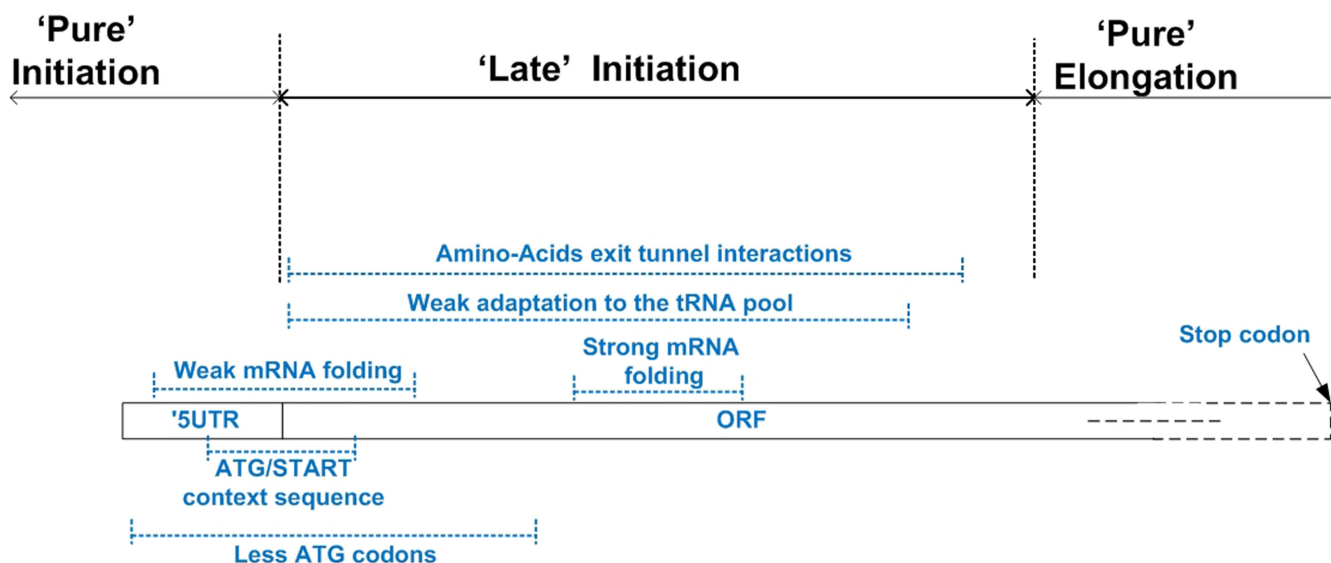 ‘Pure’
Initiation
‘Late’ Initiation
‘Pure’
Elongation
Amino-Acids exit tunnel interactions
Weak adaptation to the tRNA pool
Stop codon
Strong mRNA
folding
Weak mRNA folding
'5UTR
ORF
ATG/START
context sequence
Less ATG codons